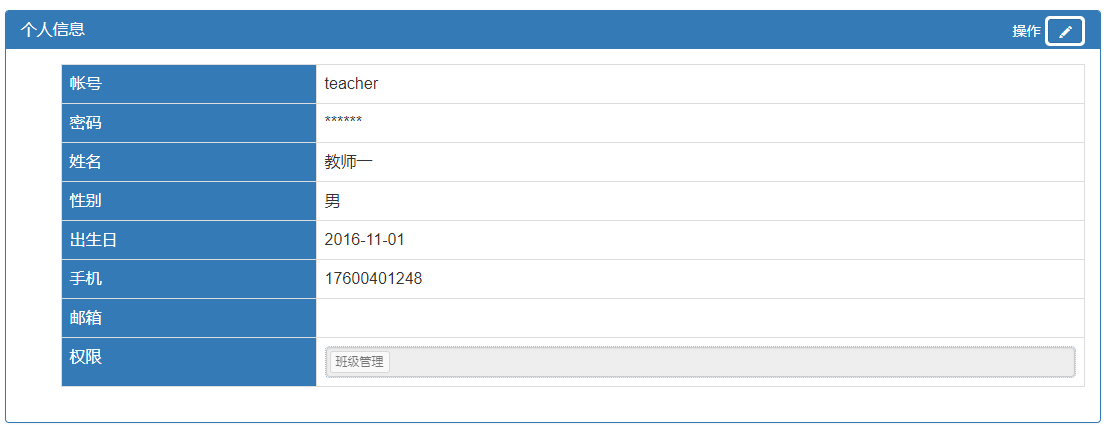 个人信息 操作
帐号 teacher
密码 ******
姓名 教师一
性别 男
出生日 2016-11-01
手机 17600401248
邮箱
权限 班级管理